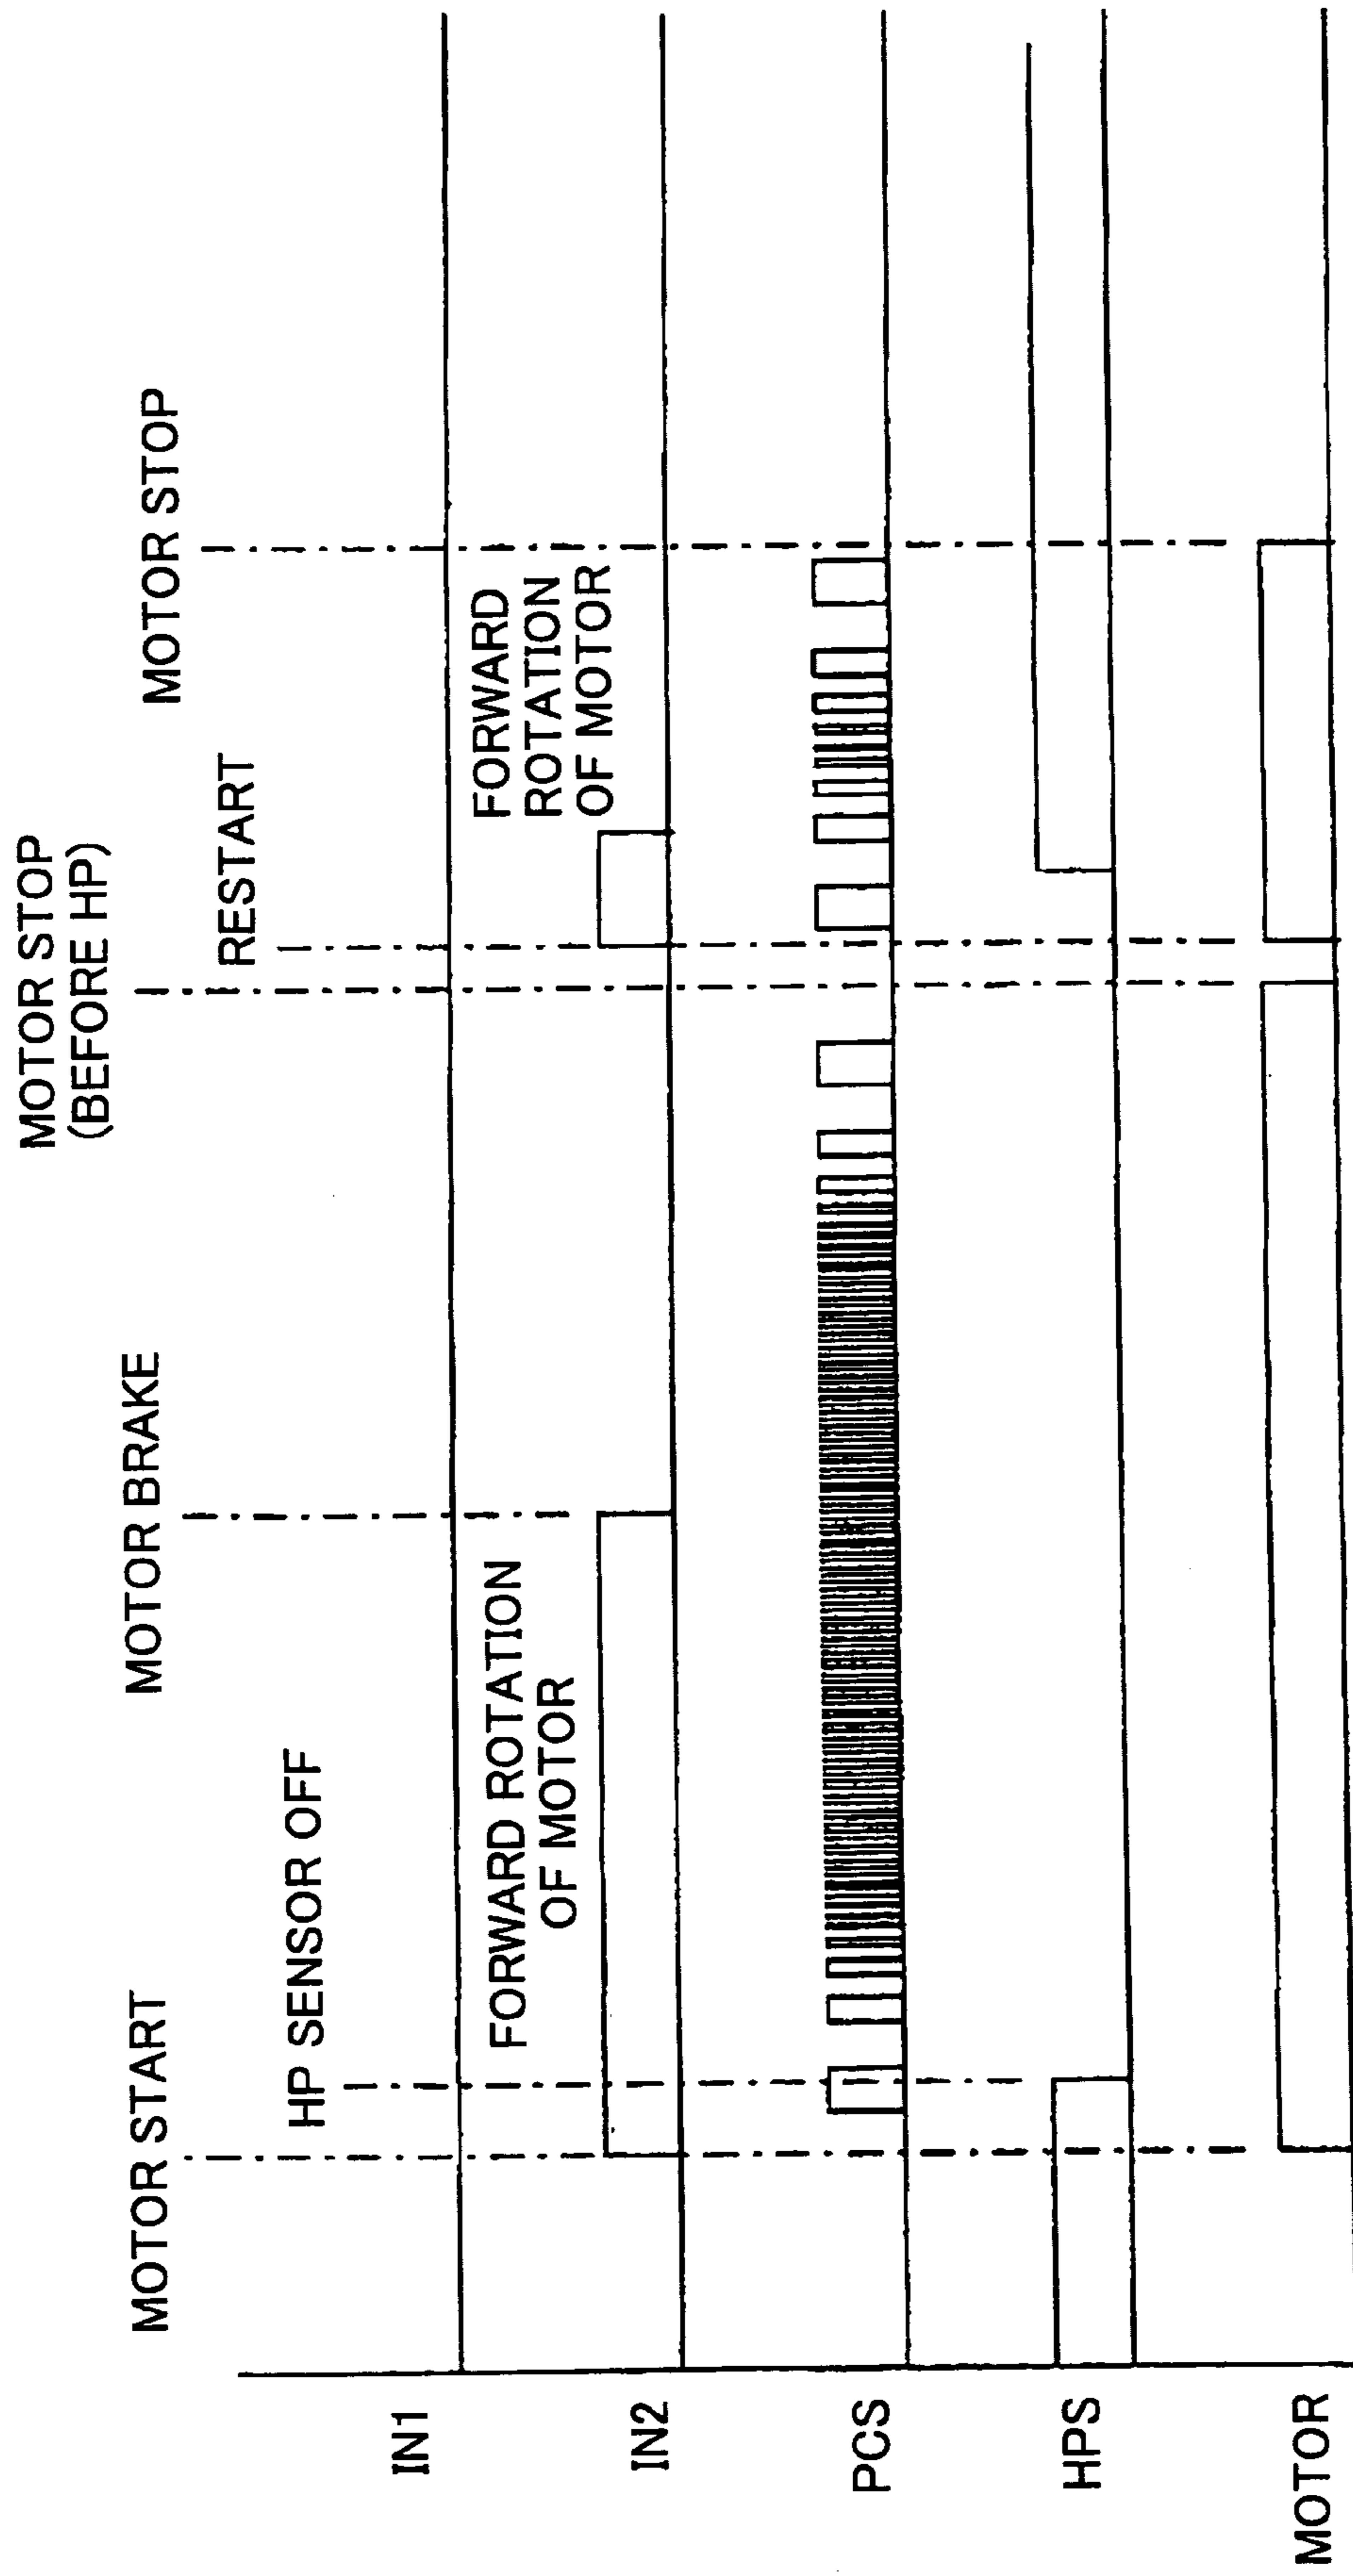 MOTOR START
HP SENSOR OFF
MOTOR BRAKE
MOTOR STOP
(BEFORE HP)
RESTART
MOTOR STOP
IN1
FORWARD ROTATION
OF MOTOR
FORWARD
ROTATION
OF MOTOR
IN2
PCS
HPS
MOTOR